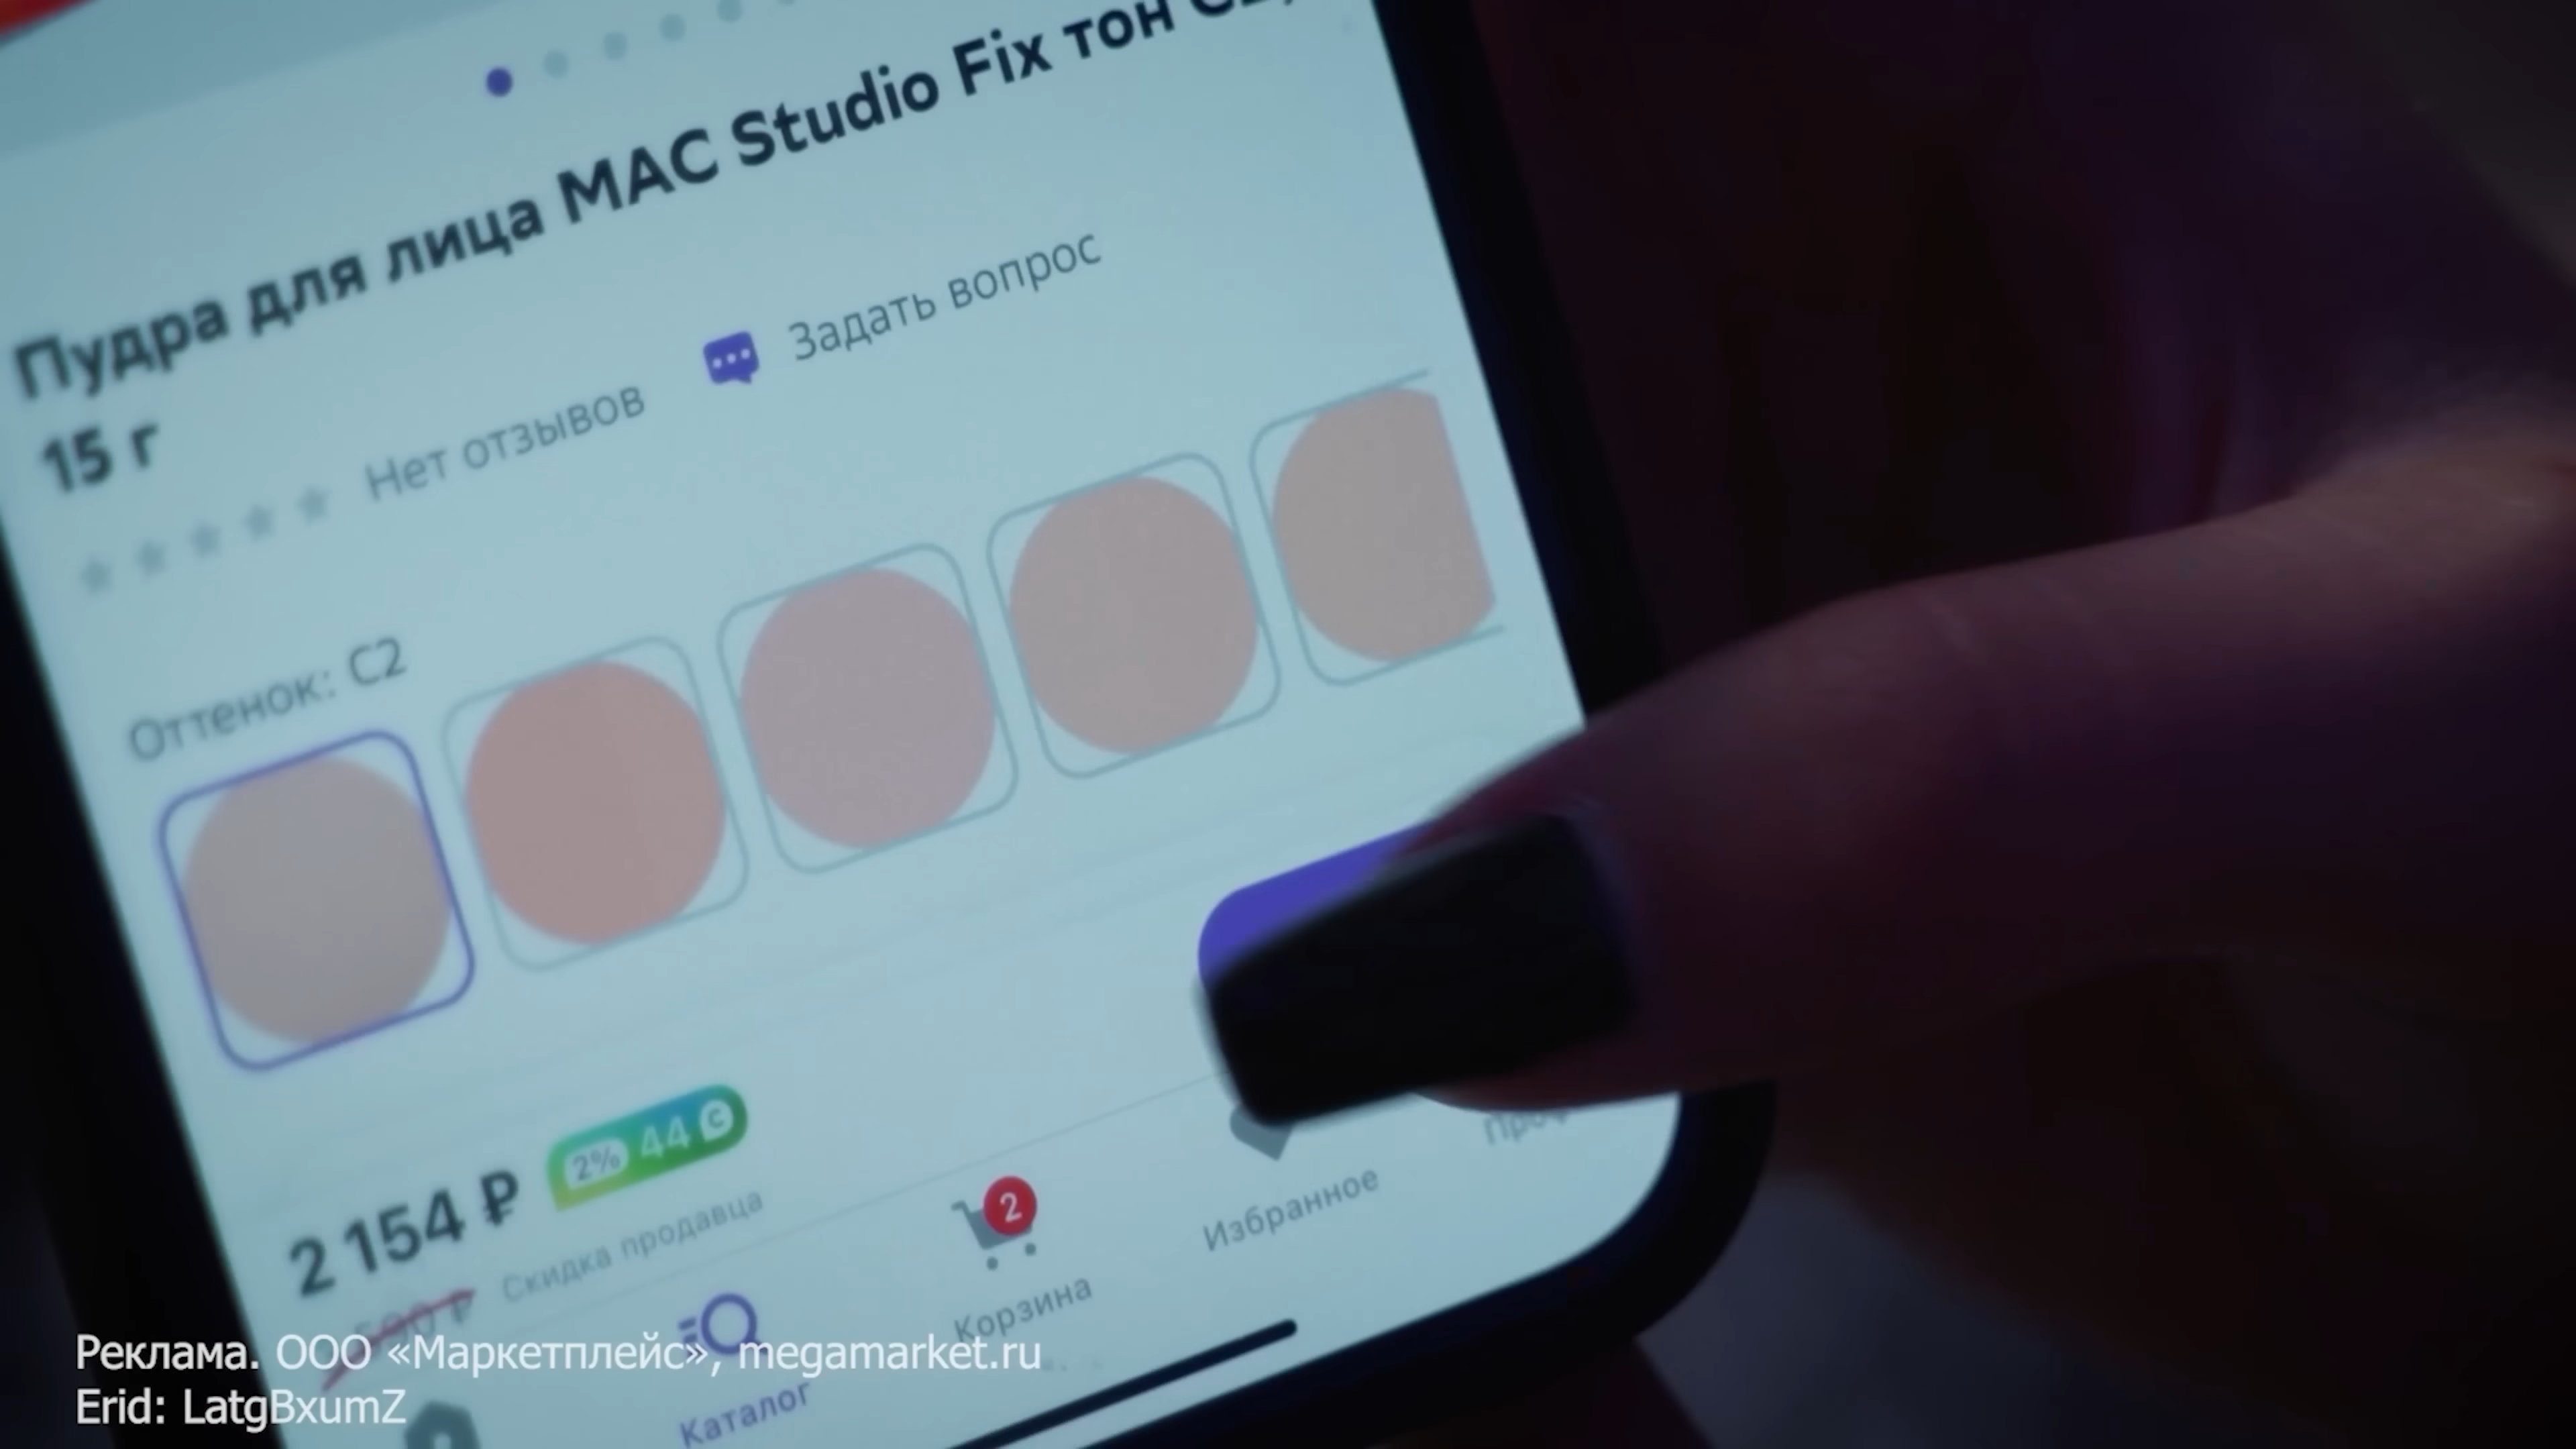 Пудра для лица MAC Studio Fix тон
15 г
Нет отзывов
Задать вопрос
Оттенок: C2
2 154 ₽
2% 44 C
Скидка продавца
2
Каталог
Корзина
Избранное
Реклама. ООО «Маркетплейс», megamarket.ru
Erid: LatgBxumZ